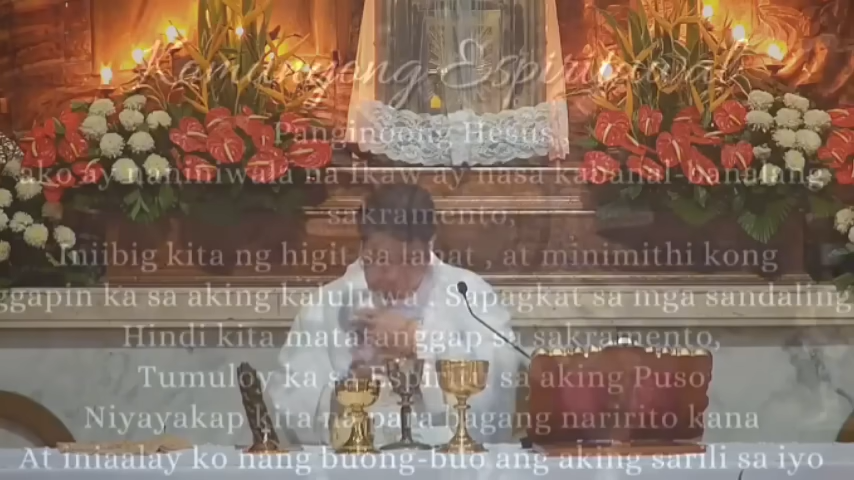 Komunyong Espiritwal
Panginoong Hesus
ako ay naniniwala na Ikaw ay nasa kabanal-banalang
sakramento,
Iniibig kita ng higit sa lahat , at minimithi kong
ggapin ka sa aking kaluluwa . Sapagkat sa mga sandaling
Hindi kita matatanggap sa sakramento,
Tumuloy ka sa Espiritu sa aking Puso
Niyayakap kita na para bagang naririto kana
At iniaalay ko nang buong-buo ang aking sarili sa iyo